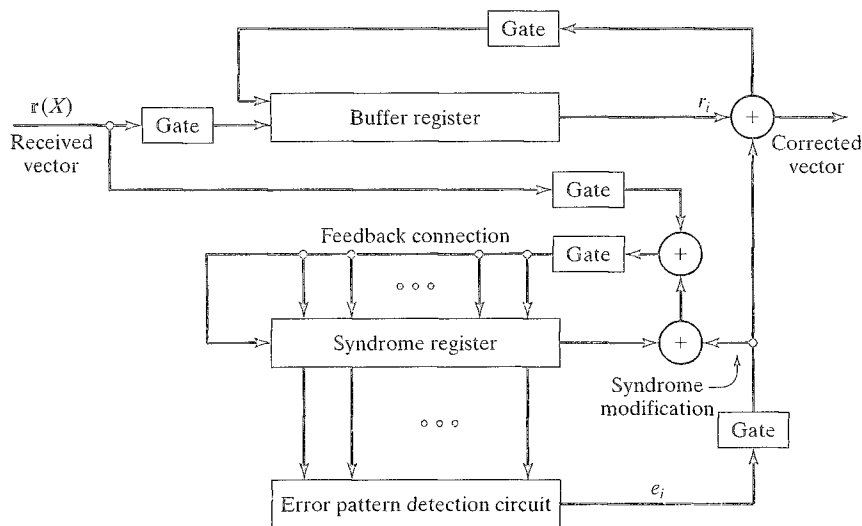 Gate
𝕣(X)
Received
vector
Gate
Buffer register
r_i
+
Corrected
vector
Gate
Feedback connection
Gate
+
Syndrome register
+
Syndrome
modification
Gate
Error pattern detection circuit
e_i